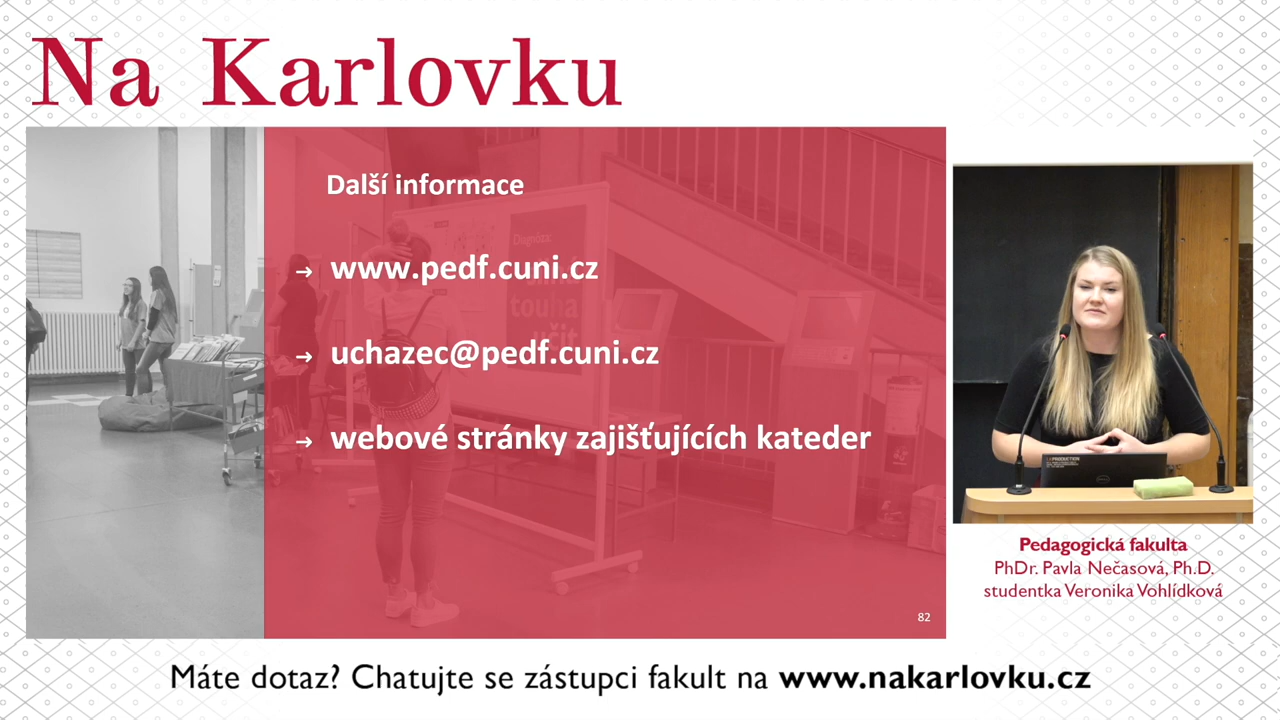 Na Karlovku
Další informace
→ www.pedf.cuni.cz
→ uchazec@pedf.cuni.cz
→ webové stránky zajišťujících kateder
82
Pedagogická fakulta
PhDr. Pavla Nečasová, Ph.D.
studentka Veronika Vohlídková
Máte dotaz? Chatujte se zástupci fakult na www.nakarlovku.cz